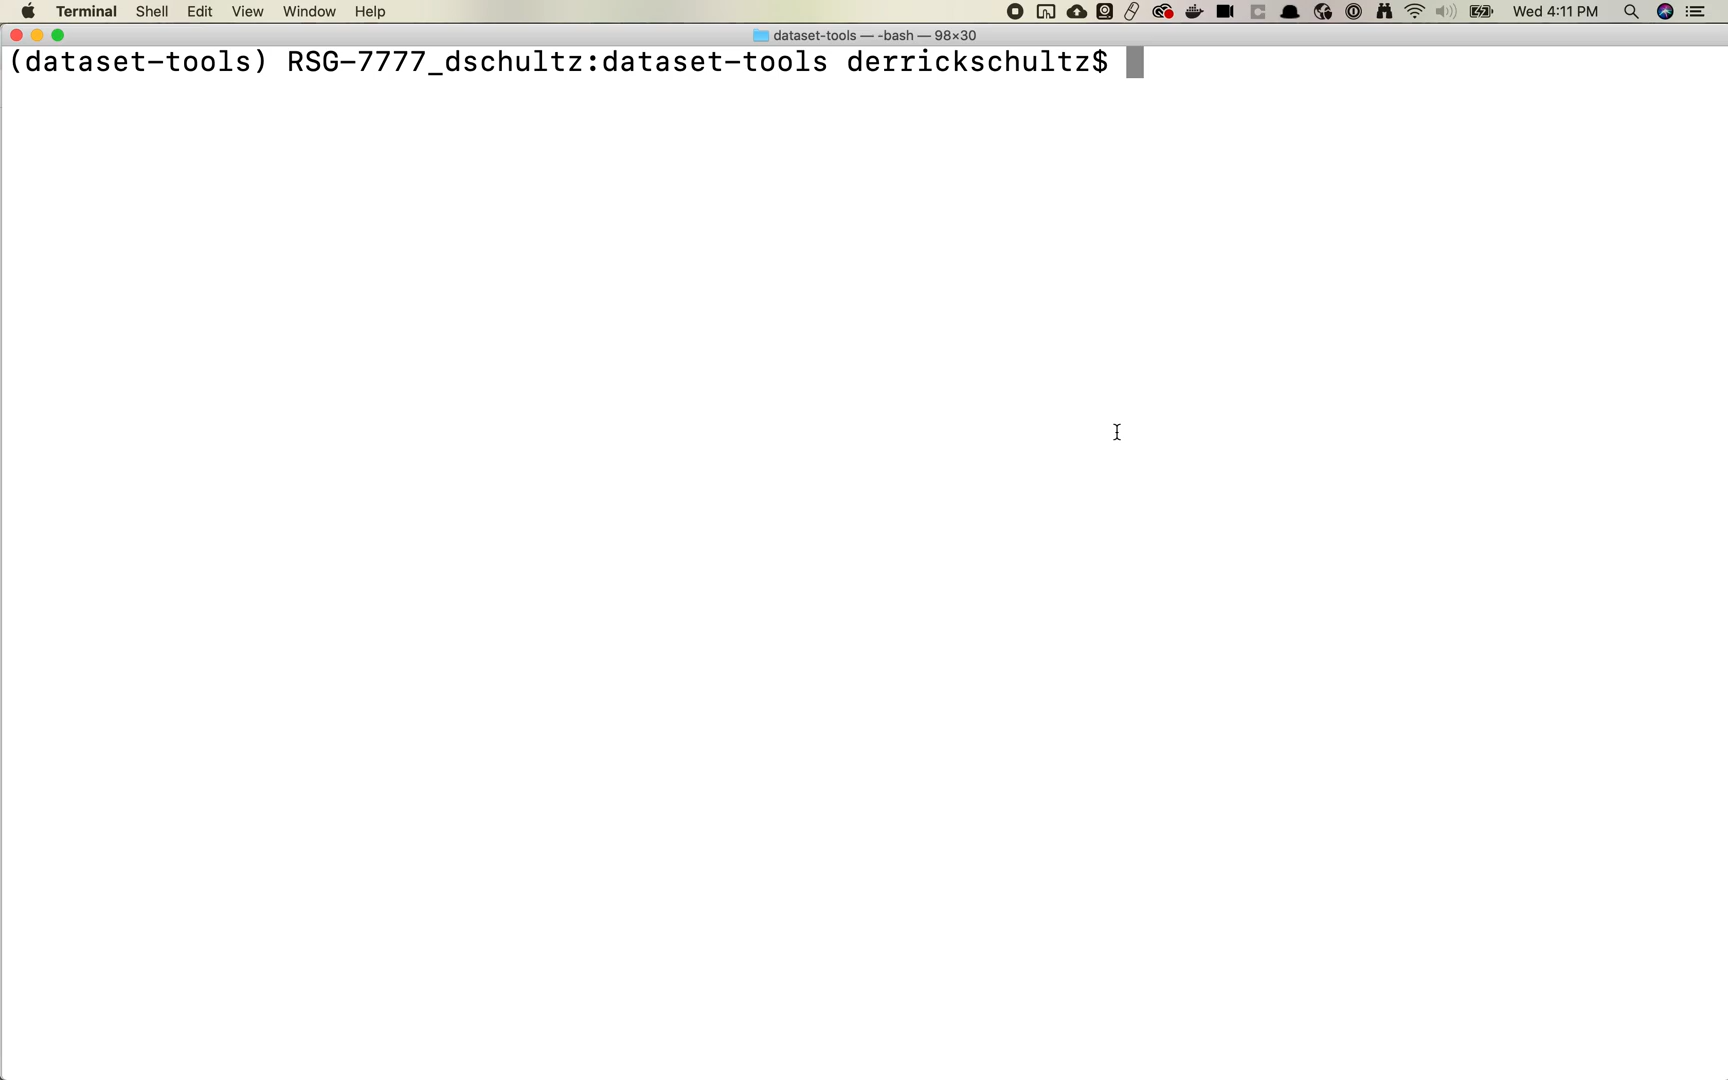 Terminal Shell Edit View Window Help Wed 4:11 PM
dataset-tools — -bash — 98×30
(dataset-tools) RSG-7777_dschultz:dataset-tools derrickschultz$